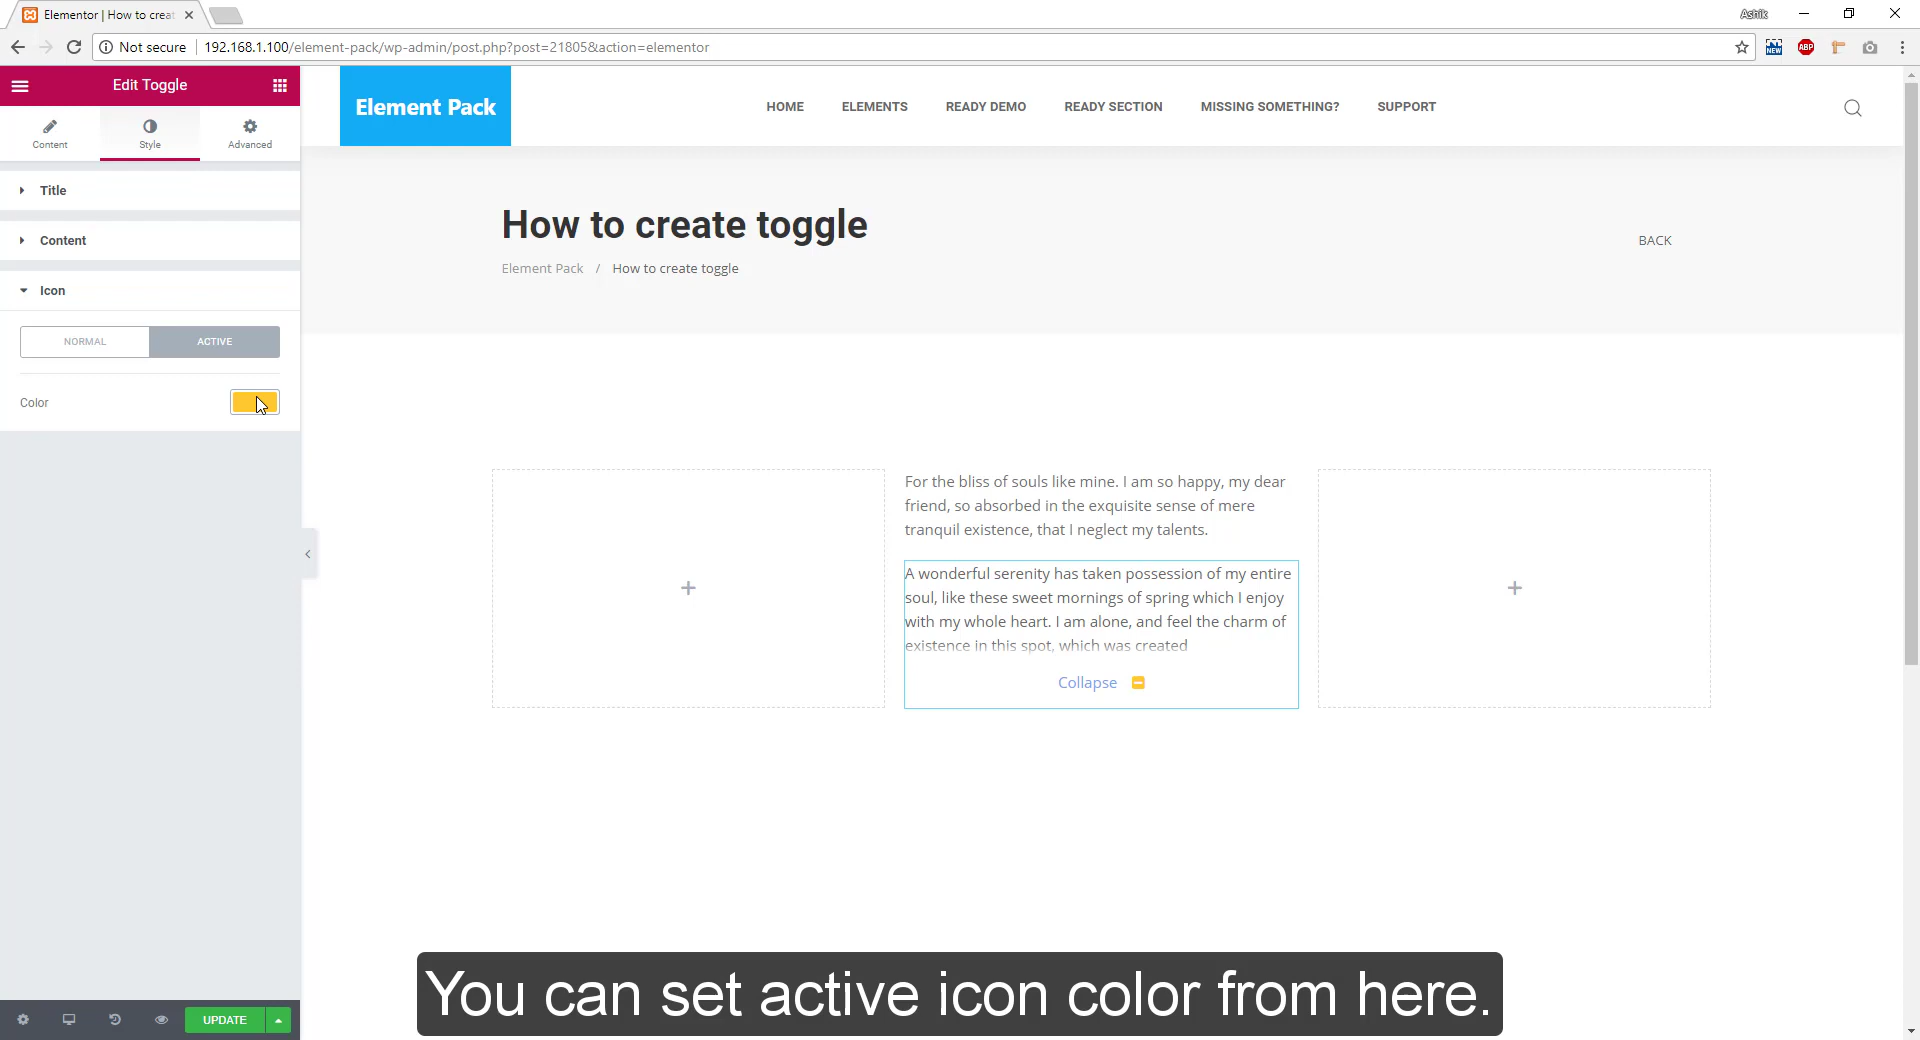 Elementor | How to creat
Ashik
Not secure
192.168.1.100/element-pack/wp-admin/post.php?post=21805&action=elementor
NEW
ABP
Edit Toggle
Content
Style
Advanced
Title
Content
Icon
NORMAL
ACTIVE
Color
UPDATE
Element Pack
HOME
ELEMENTS
READY DEMO
READY SECTION
MISSING SOMETHING?
SUPPORT
How to create toggle
Element Pack / How to create toggle
BACK
For the bliss of souls like mine. I am so happy, my dear
friend, so absorbed in the exquisite sense of mere
tranquil existence, that I neglect my talents.
A wonderful serenity has taken possession of my entire
soul, like these sweet mornings of spring which I enjoy
with my whole heart. I am alone, and feel the charm of
existence in this spot, which was created
Collapse
You can set active icon color from here.